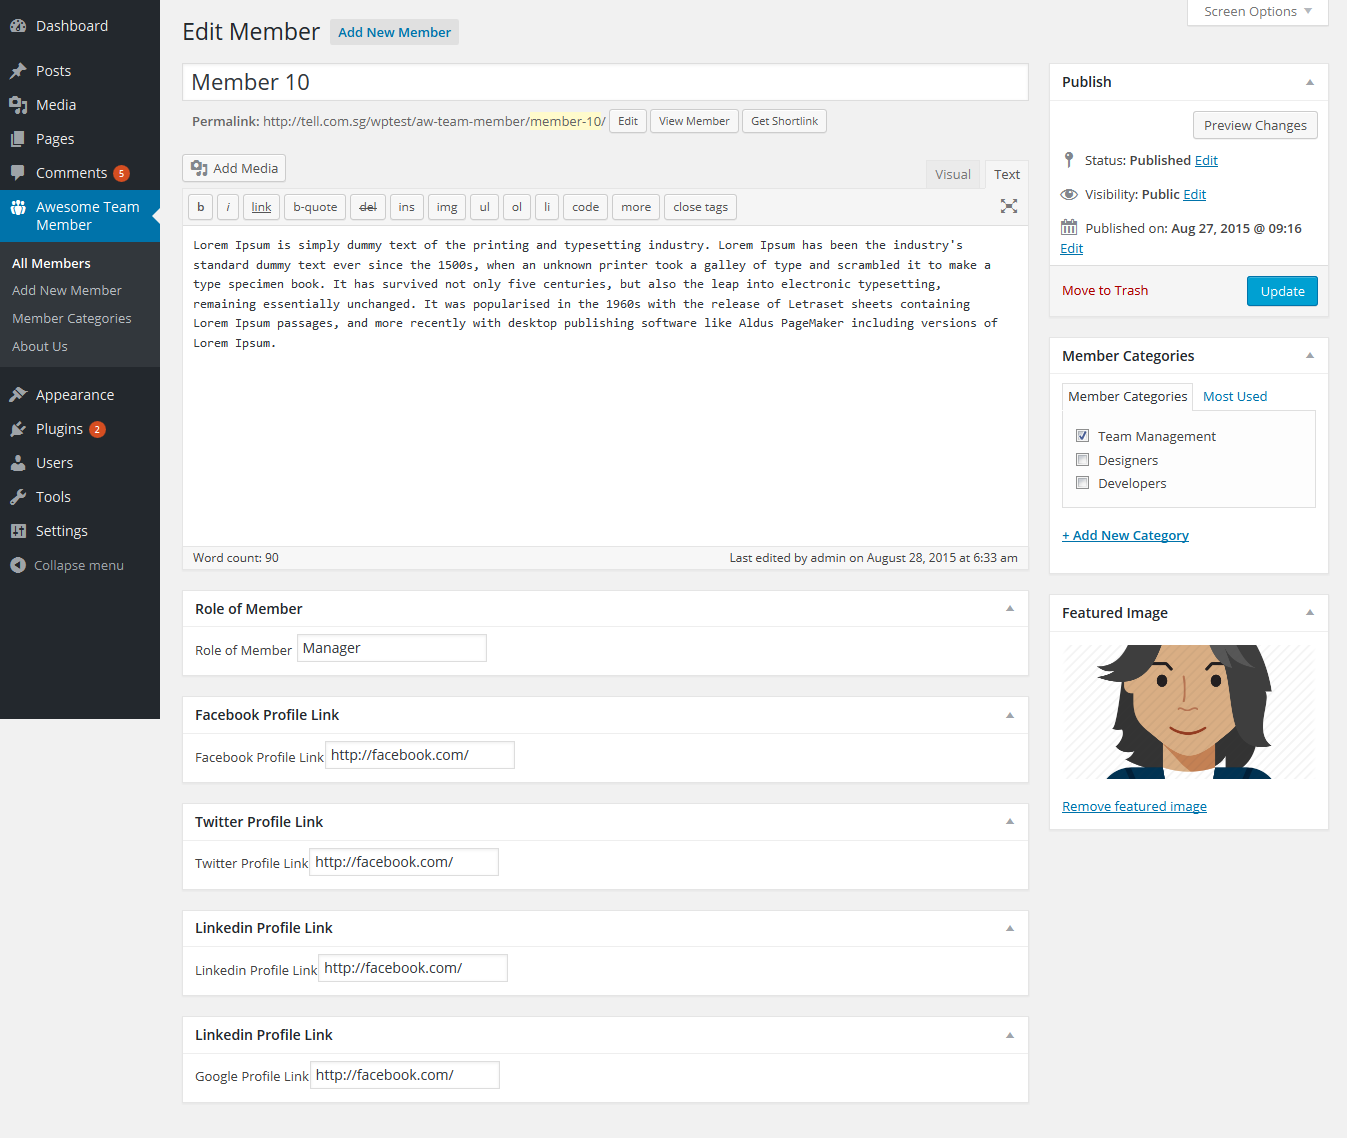 Dashboard
Posts
Media
Pages
Comments 5
Awesome Team
Member
All Members
Add New Member
Member Categories
About Us
Appearance
Plugins 2
Users
Tools
Settings
Collapse menu
Screen Options
Edit Member Add New Member
Member 10
Permalink: http://tell.com.sg/wptest/aw-team-member/member-10/ Edit View Member Get Shortlink
Add Media
Visual Text
b i link b-quote del ins img ul ol li code more close tags
Lorem Ipsum is simply dummy text of the printing and typesetting industry. Lorem Ipsum has been the industry's
standard dummy text ever since the 1500s, when an unknown printer took a galley of type and scrambled it to make a
type specimen book. It has survived not only five centuries, but also the leap into electronic typesetting,
remaining essentially unchanged. It was popularised in the 1960s with the release of Letraset sheets containing
Lorem Ipsum passages, and more recently with desktop publishing software like Aldus PageMaker including versions of
Lorem Ipsum.
Word count: 90 Last edited by admin on August 28, 2015 at 6:33 am
Role of Member
Role of Member Manager
Facebook Profile Link
Facebook Profile Link http://facebook.com/
Twitter Profile Link
Twitter Profile Link http://facebook.com/
Linkedin Profile Link
Linkedin Profile Link http://facebook.com/
Linkedin Profile Link
Google Profile Link http://facebook.com/
Publish
Preview Changes
Status: Published Edit
Visibility: Public Edit
Published on: Aug 27, 2015 @ 09:16
Edit
Move to Trash Update
Member Categories
Member Categories Most Used
Team Management
Designers
Developers
+ Add New Category
Featured Image
Remove featured image